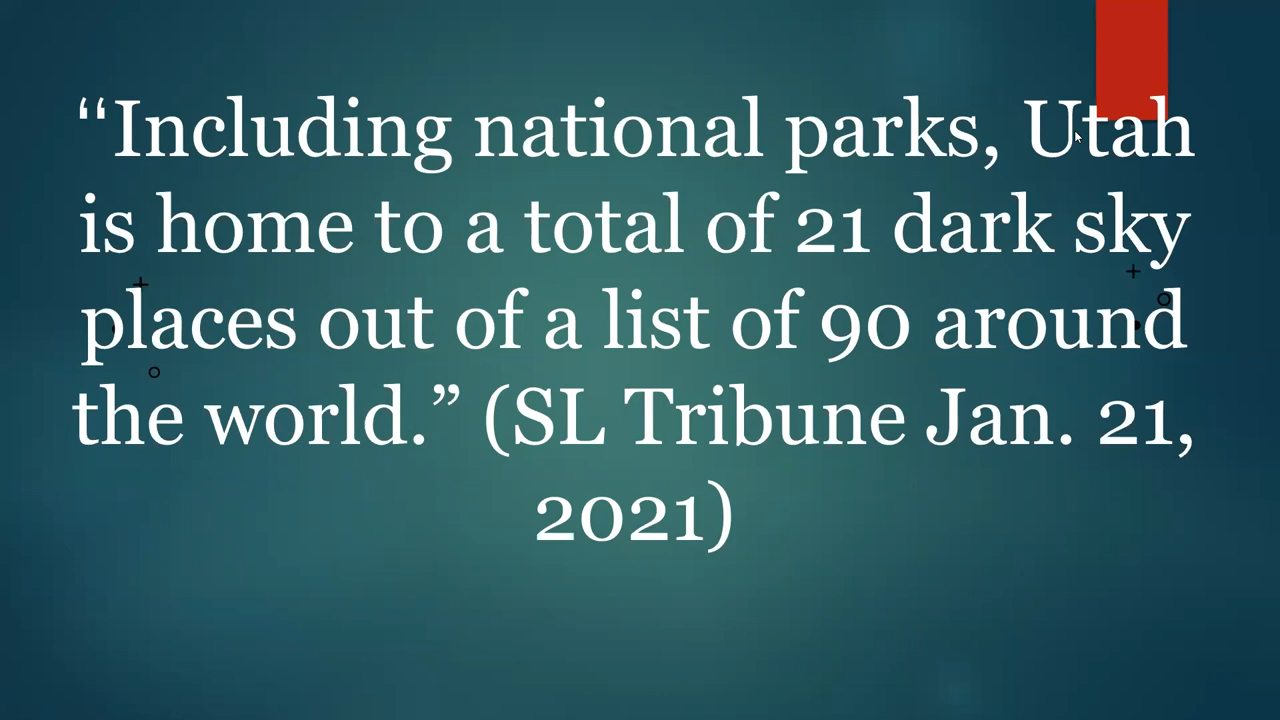 “Including national parks, Utah
is home to a total of 21 dark sky
places out of a list of 90 around
the world.” (SL Tribune Jan. 21,
2021)